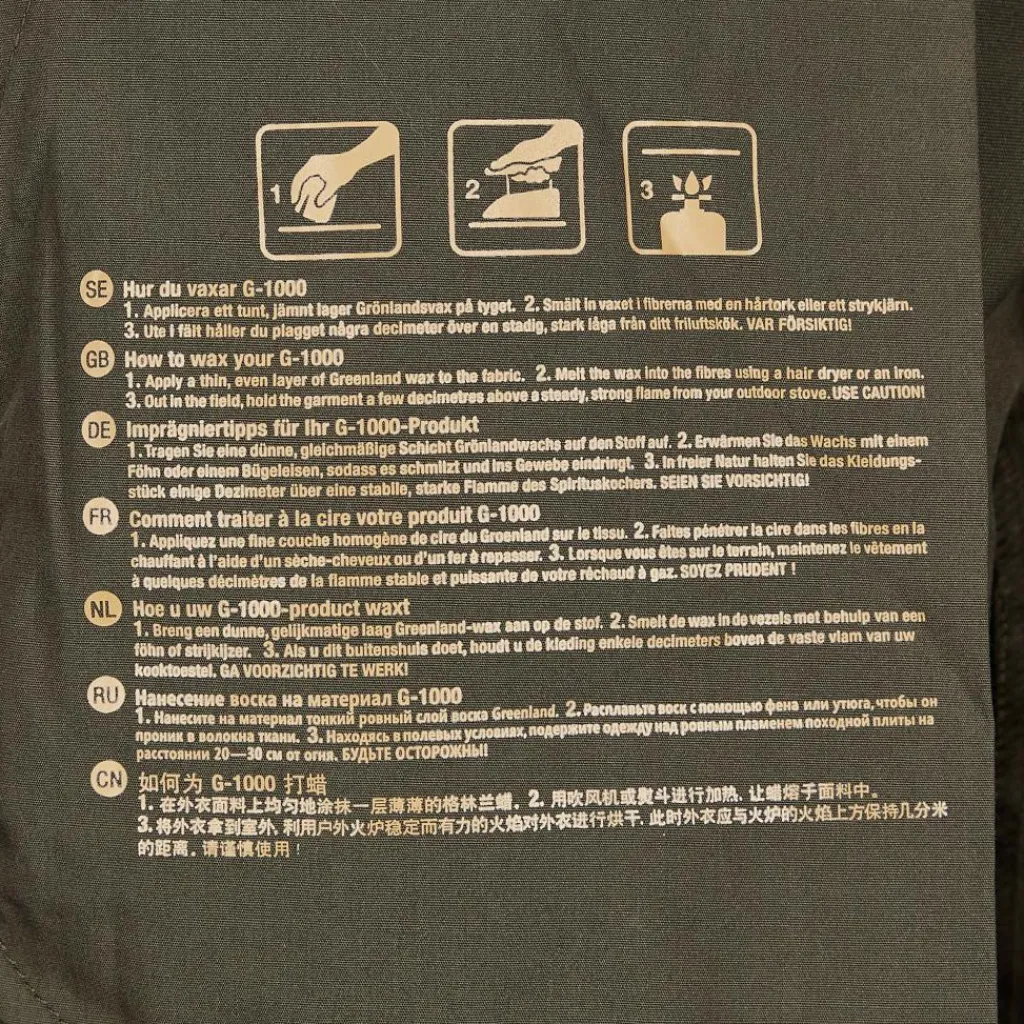 1
2
3
SE Hur du vaxar G-1000
1. Applicera ett tunt, jämnt lager Grönlandsvax på tyget. 2. Smält in vaxet i fibrerna med en hårtork eller ett strykjärn.
3. Ute i fält håller du plagget några decimeter över en stadig, stark låga från ditt friluftskök. VAR FÖRSIKTIG!
GB How to wax your G-1000
1. Apply a thin, even layer of Greenland wax to the fabric. 2. Melt the wax into the fibres using a hair dryer or an iron.
3. Out in the field, hold the garment a few decimetres above a steady, strong flame from your outdoor stove. USE CAUTION!
DE Imprägniertipps für Ihr G-1000-Produkt
1. Tragen Sie eine dünne, gleichmäßige Schicht Grönlandwachs auf den Stoff auf. 2. Erwärmen Sie das Wachs mit einem
Föhn oder einem Bügeleisen, sodass es schmilzt und ins Gewebe eindringt. 3. In freier Natur halten Sie das Kleidungs-
stück einige Dezimeter über eine stabile, starke Flamme des Spirituskochers. SEIEN SIE VORSICHTIG!
FR Comment traiter à la cire votre produit G-1000
1. Appliquez une fine couche homogène de cire du Groenland sur le tissu. 2. Faites pénétrer la cire dans les fibres en la
chauffant à l'aide d'un sèche-cheveux ou d'un fer à repasser. 3. Lorsque vous êtes sur le terrain, maintenez le vêtement
à quelques décimètres de la flamme stable et puissante de votre réchaud à gaz. SOYEZ PRUDENT !
NL Hoe u uw G-1000-product waxt
1. Breng een dunne, gelijkmatige laag Greenland-wax aan op de stof. 2. Smelt de wax in de vezels met behulp van een
föhn of strijkijzer. 3. Als u dit buitenshuis doet, houdt u de kleding enkele decimeters boven de vaste vlam van uw
kooktoestel. GA VOORZICHTIG TE WERK!
RU Нанесение воска на материал G-1000
1. Нанесите на материал тонкий ровный слой воска Greenland. 2. Расплавьте воск с помощью фена или утюга, чтобы он
проник в волокна ткани. 3. Находясь в полевых условиях, подержите одежду над ровным пламенем походной плиты на
расстоянии 20—30 см от огня. БУДЬТЕ ОСТОРОЖНЫ!
CN 如何为 G-1000 打蜡
1. 在外衣面料上均匀地涂抹一层薄薄的格林兰蜡. 2. 用吹风机或熨斗进行加热, 让蜡熔于面料中.
3. 将外衣拿到室外, 利用户外火炉稳定而有力的火焰对外衣进行烘干, 此时外衣应与火炉的火焰上方保持几分米
的距离. 请谨慎使用!